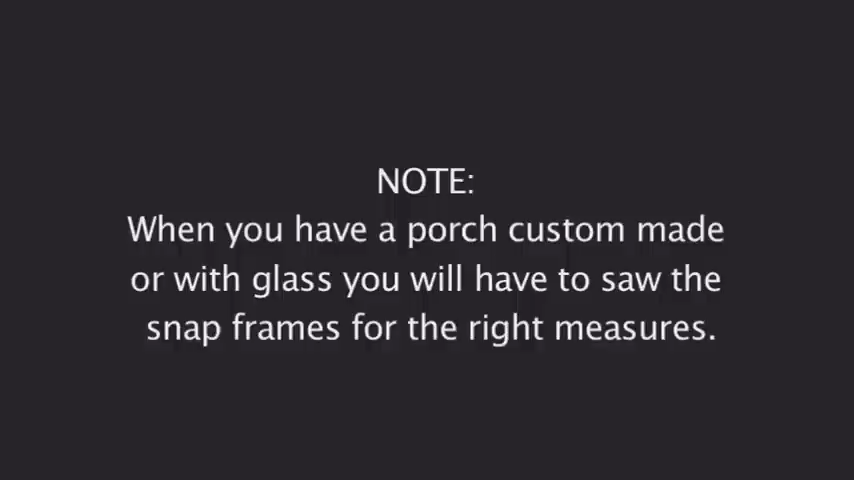 NOTE:
When you have a porch custom made
or with glass you will have to saw the
snap frames for the right measures.